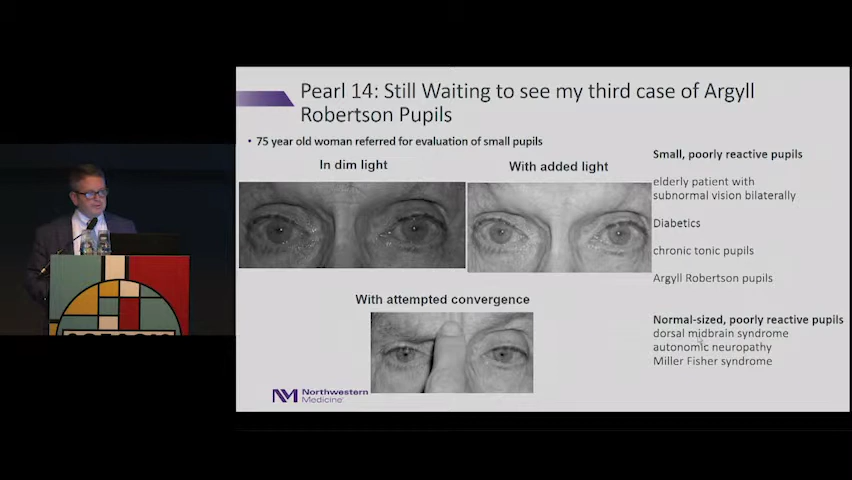 Pearl 14: Still Waiting to see my third case of Argyll
Robertson Pupils
• 75 year old woman referred for evaluation of small pupils
In dim light
With added light
With attempted convergence
Small, poorly reactive pupils
elderly patient with
subnormal vision bilaterally
Diabetics
chronic tonic pupils
Argyll Robertson pupils
Normal-sized, poorly reactive pupils
dorsal midbrain syndrome
autonomic neuropathy
Miller Fisher syndrome
NM Northwestern
Medicine